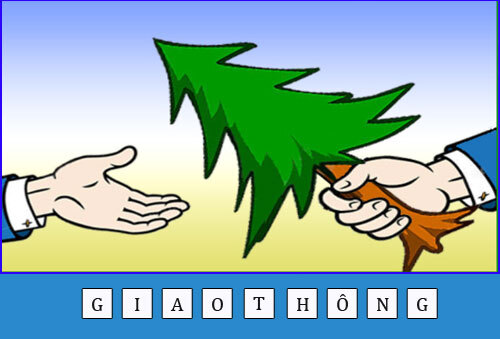 G I A O T H Ô N G